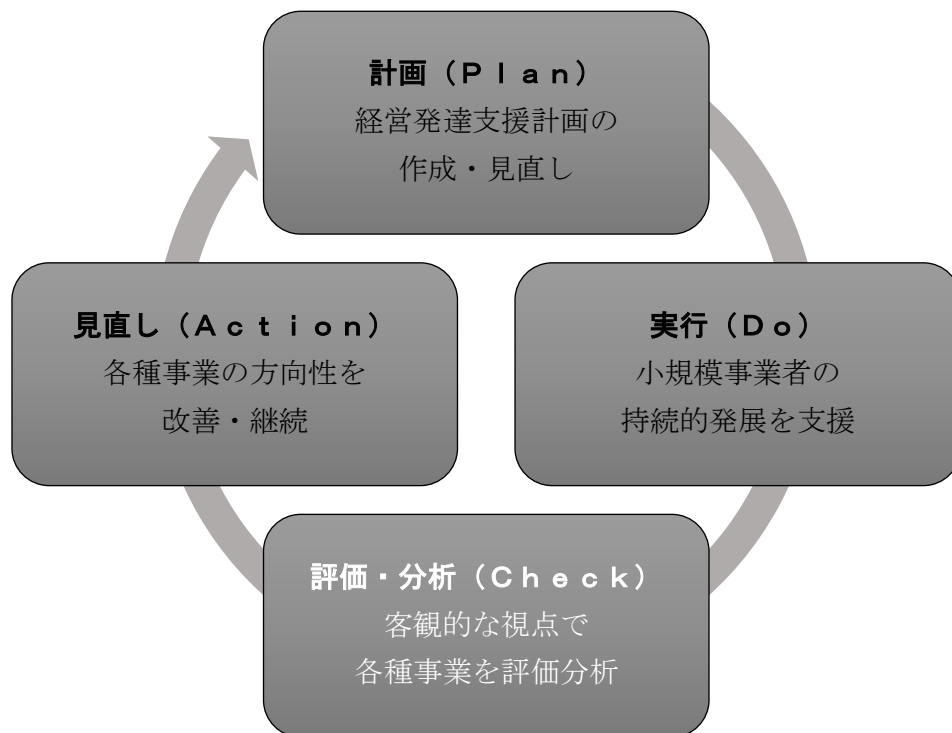 計画（Ｐｌａｎ）
経営発達支援計画の
作成・見直し
実行（Ｄｏ）
小規模事業者の
持続的発展を支援
評価・分析（Ｃｈｅｃｋ）
客観的な視点で
各種事業を評価分析
見直し（Ａｃｔｉｏｎ）
各種事業の方向性を
改善・継続